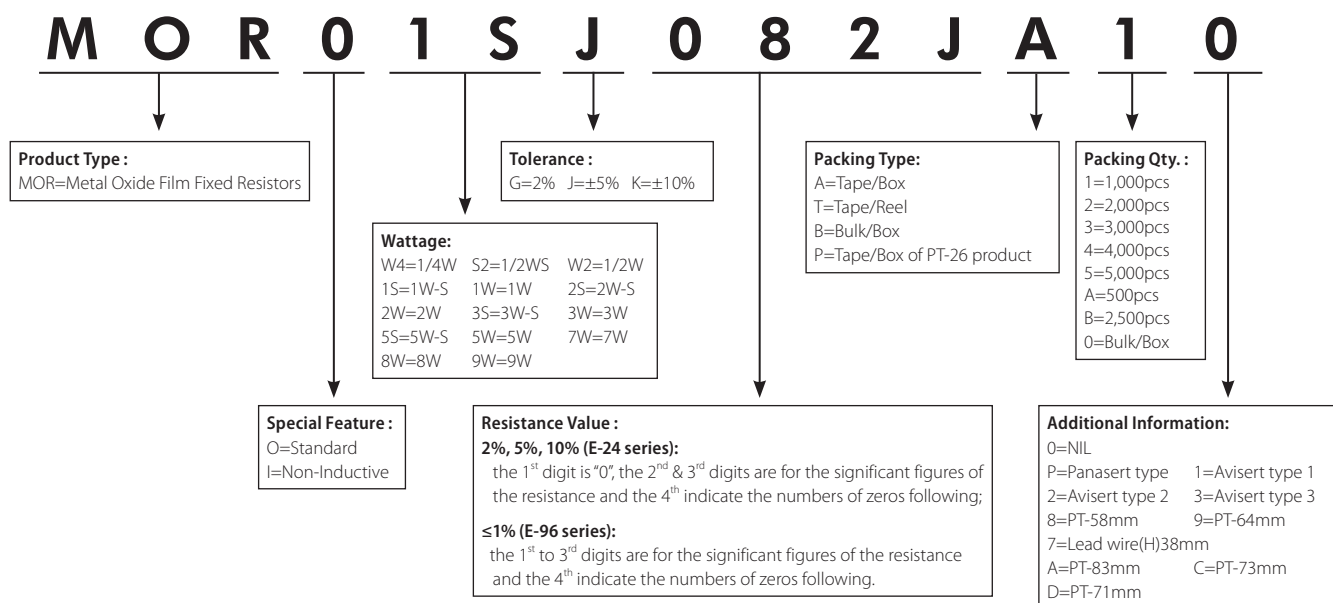 M O R 0 1 S J 0 8 2 J A 1 0
Product Type :
MOR=Metal Oxide Film Fixed Resistors
Tolerance :
G=2% J=±5% K=±10%
Packing Type:
A=Tape/Box
T=Tape/Reel
B=Bulk/Box
P=Tape/Box of PT-26 product
Packing Qty. :
1=1,000pcs
2=2,000pcs
3=3,000pcs
4=4,000pcs
5=5,000pcs
A=500pcs
B=2,500pcs
0=Bulk/Box
Wattage:
W4=1/4W S2=1/2WS W2=1/2W
1S=1W-S 1W=1W 2S=2W-S
2W=2W 3S=3W-S 3W=3W
5S=5W-S 5W=5W 7W=7W
8W=8W 9W=9W
Special Feature :
O=Standard
I=Non-Inductive
Resistance Value :
2%, 5%, 10% (E-24 series):
the 1st digit is "0", the 2nd & 3rd digits are for the significant figures of
the resistance and the 4th indicate the numbers of zeros following;
≤1% (E-96 series):
the 1st to 3rd digits are for the significant figures of the resistance
and the 4th indicate the numbers of zeros following.
Additional Information:
0=NIL
P=Panasert type 1=Avisert type 1
2=Avisert type 2 3=Avisert type 3
8=PT-58mm 9=PT-64mm
7=Lead wire(H)38mm
A=PT-83mm C=PT-73mm
D=PT-71mm